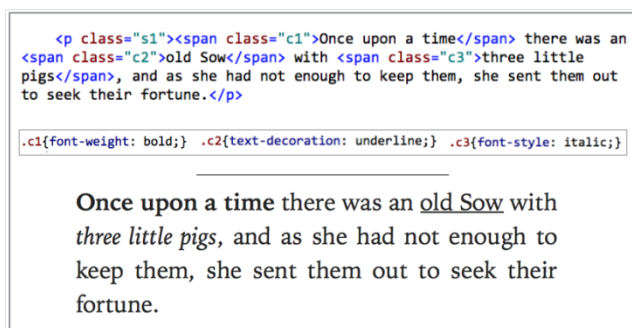 <p class="s1"><span class="c1">Once upon a time</span> there was an
<span class="c2">old Sow</span> with <span class="c3">three little
pigs</span>, and as she had not enough to keep them, she sent them out
to seek their fortune.</p>
.c1{font-weight: bold;} .c2{text-decoration: underline;} .c3{font-style: italic;}
Once upon a time there was an old Sow with
three little pigs, and as she had not enough to
keep them, she sent them out to seek their
fortune.